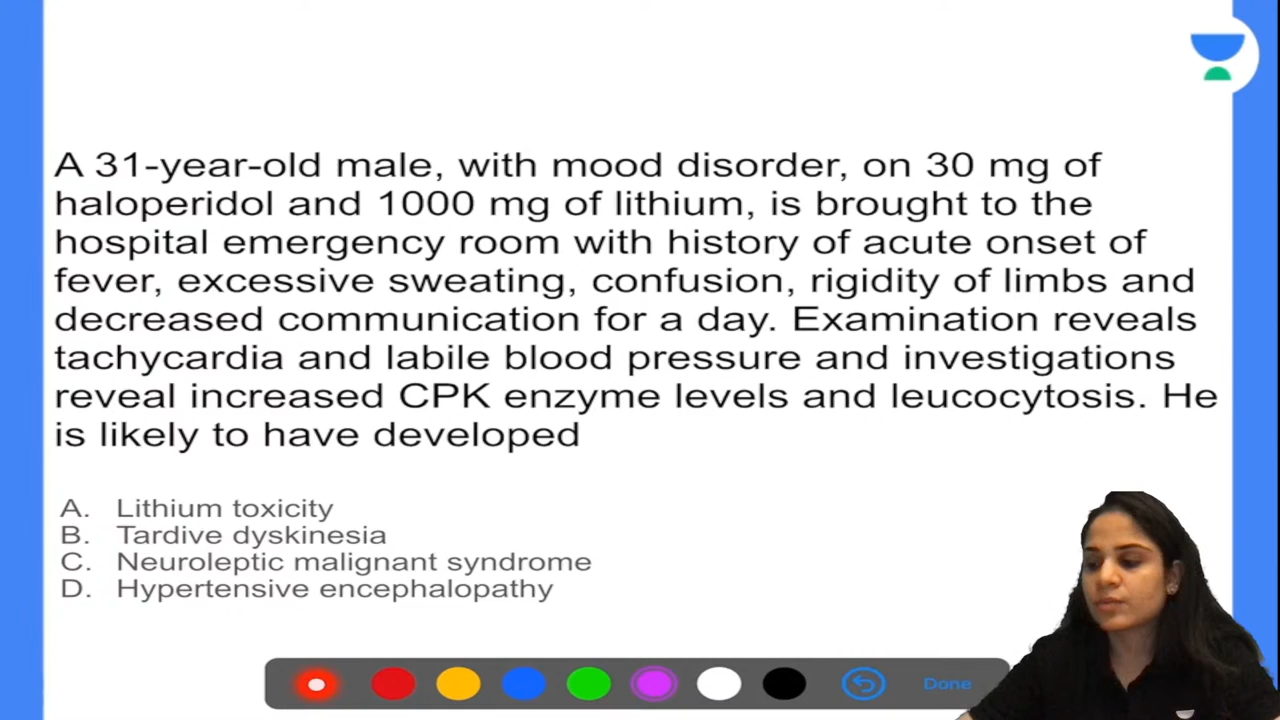 A 31-year-old male, with mood disorder, on 30 mg of
haloperidol and 1000 mg of lithium, is brought to the
hospital emergency room with history of acute onset of
fever, excessive sweating, confusion, rigidity of limbs and
decreased communication for a day. Examination reveals
tachycardia and labile blood pressure and investigations
reveal increased CPK enzyme levels and leucocytosis. He
is likely to have developed
A. Lithium toxicity
B. Tardive dyskinesia
C. Neuroleptic malignant syndrome
D. Hypertensive encephalopathy
Done